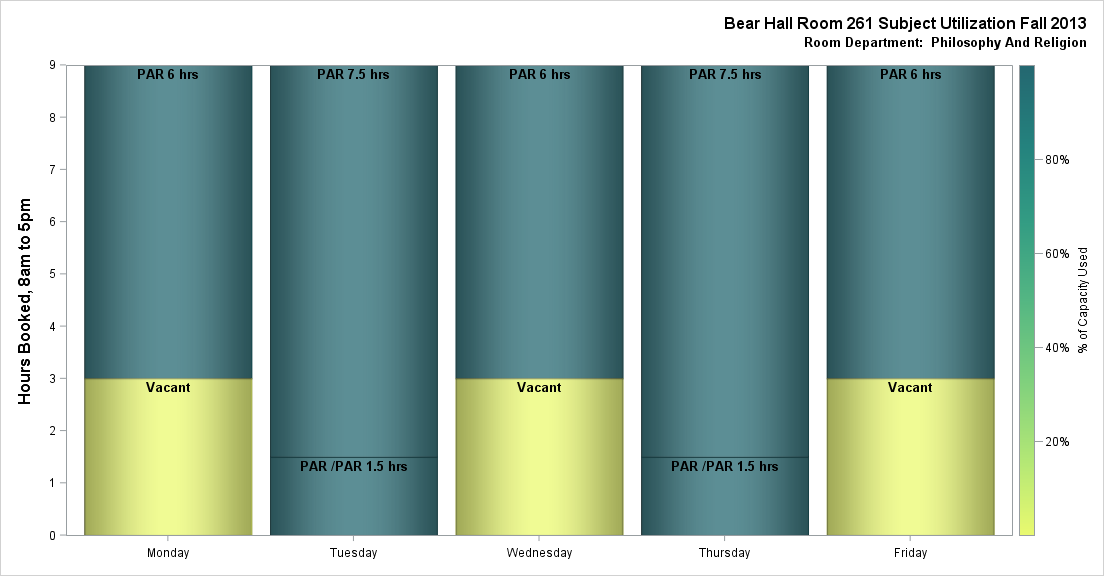 Bear Hall Room 261 Subject Utilization Fall 2013
Room Department:  Philosophy And Religion
Hours Booked, 8am to 5pm
9
8
7
6
5
4
3
2
1
0
PAR 6 hrs
Vacant
PAR 7.5 hrs
PAR /PAR 1.5 hrs
PAR 6 hrs
Vacant
PAR 7.5 hrs
PAR /PAR 1.5 hrs
PAR 6 hrs
Vacant
Monday
Tuesday
Wednesday
Thursday
Friday
80%
60%
40%
20%
% of Capacity Used